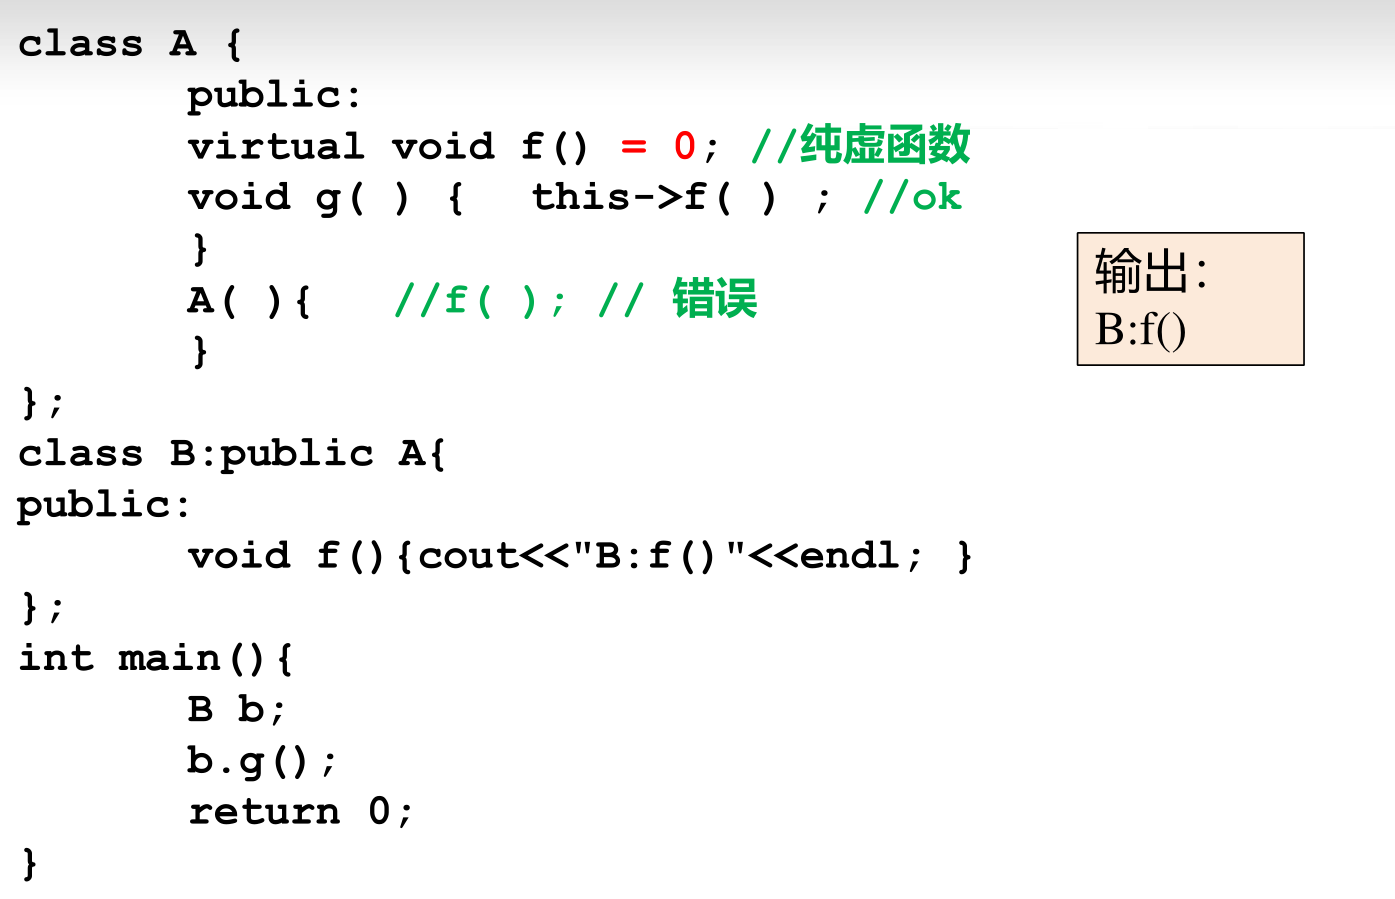 class A {
public:
virtual void f() = 0; //纯虚函数
void g( ) { this->f( ) ; //ok
}
A( ){ //f( ); // 错误
}
};
class B:public A{
public:
void f(){cout<<"B:f()"<<endl; }
};
int main(){
B b;
b.g();
return 0;
}
输出：
B:f()